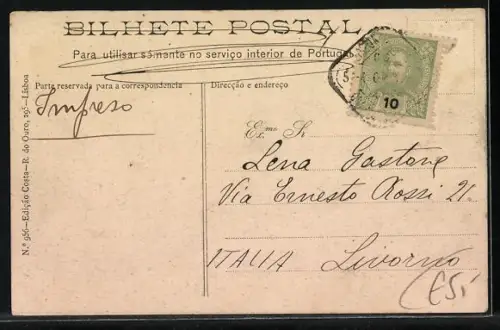 BILHETE POSTAL
Para utilisar sómente no serviço interior de Portugal
Parte reservada para a correspondencia
Direcção e endereço
Impreso
10
Ex.mo Sr
Lena Gastone
Via Ernesto Rossi 21.
ITALIA Livorno
N.º 956—Edição Costa—R. do Ouro, 295—Lisboa